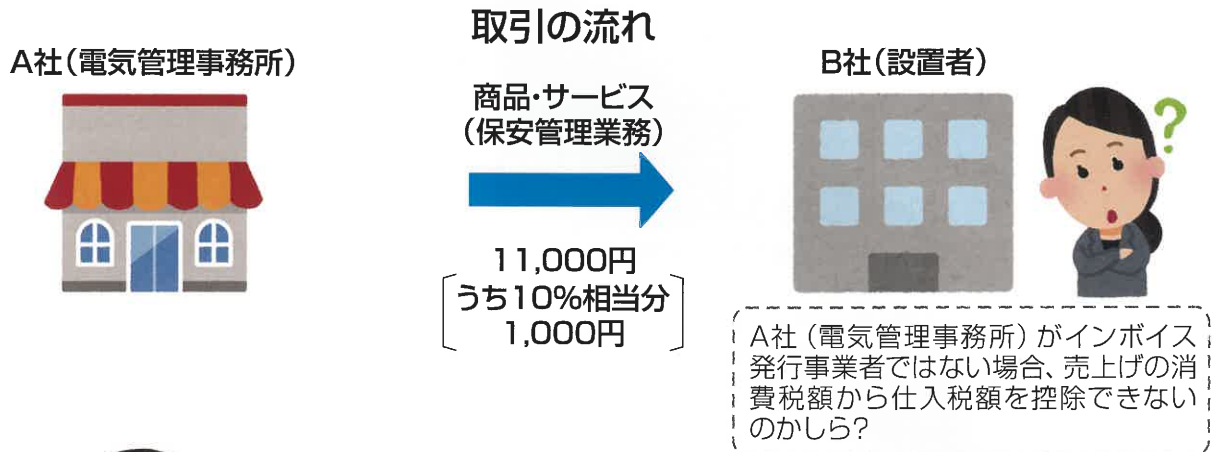 取引の流れ
A社（電気管理事務所）
B社（設置者）
商品・サービス
（保安管理業務）
11,000円
うち10%相当分
1,000円
?
A社（電気管理事務所）がインボイス
発行事業者ではない場合、売上げの消
費税額から仕入税額を控除できない
のかしら？